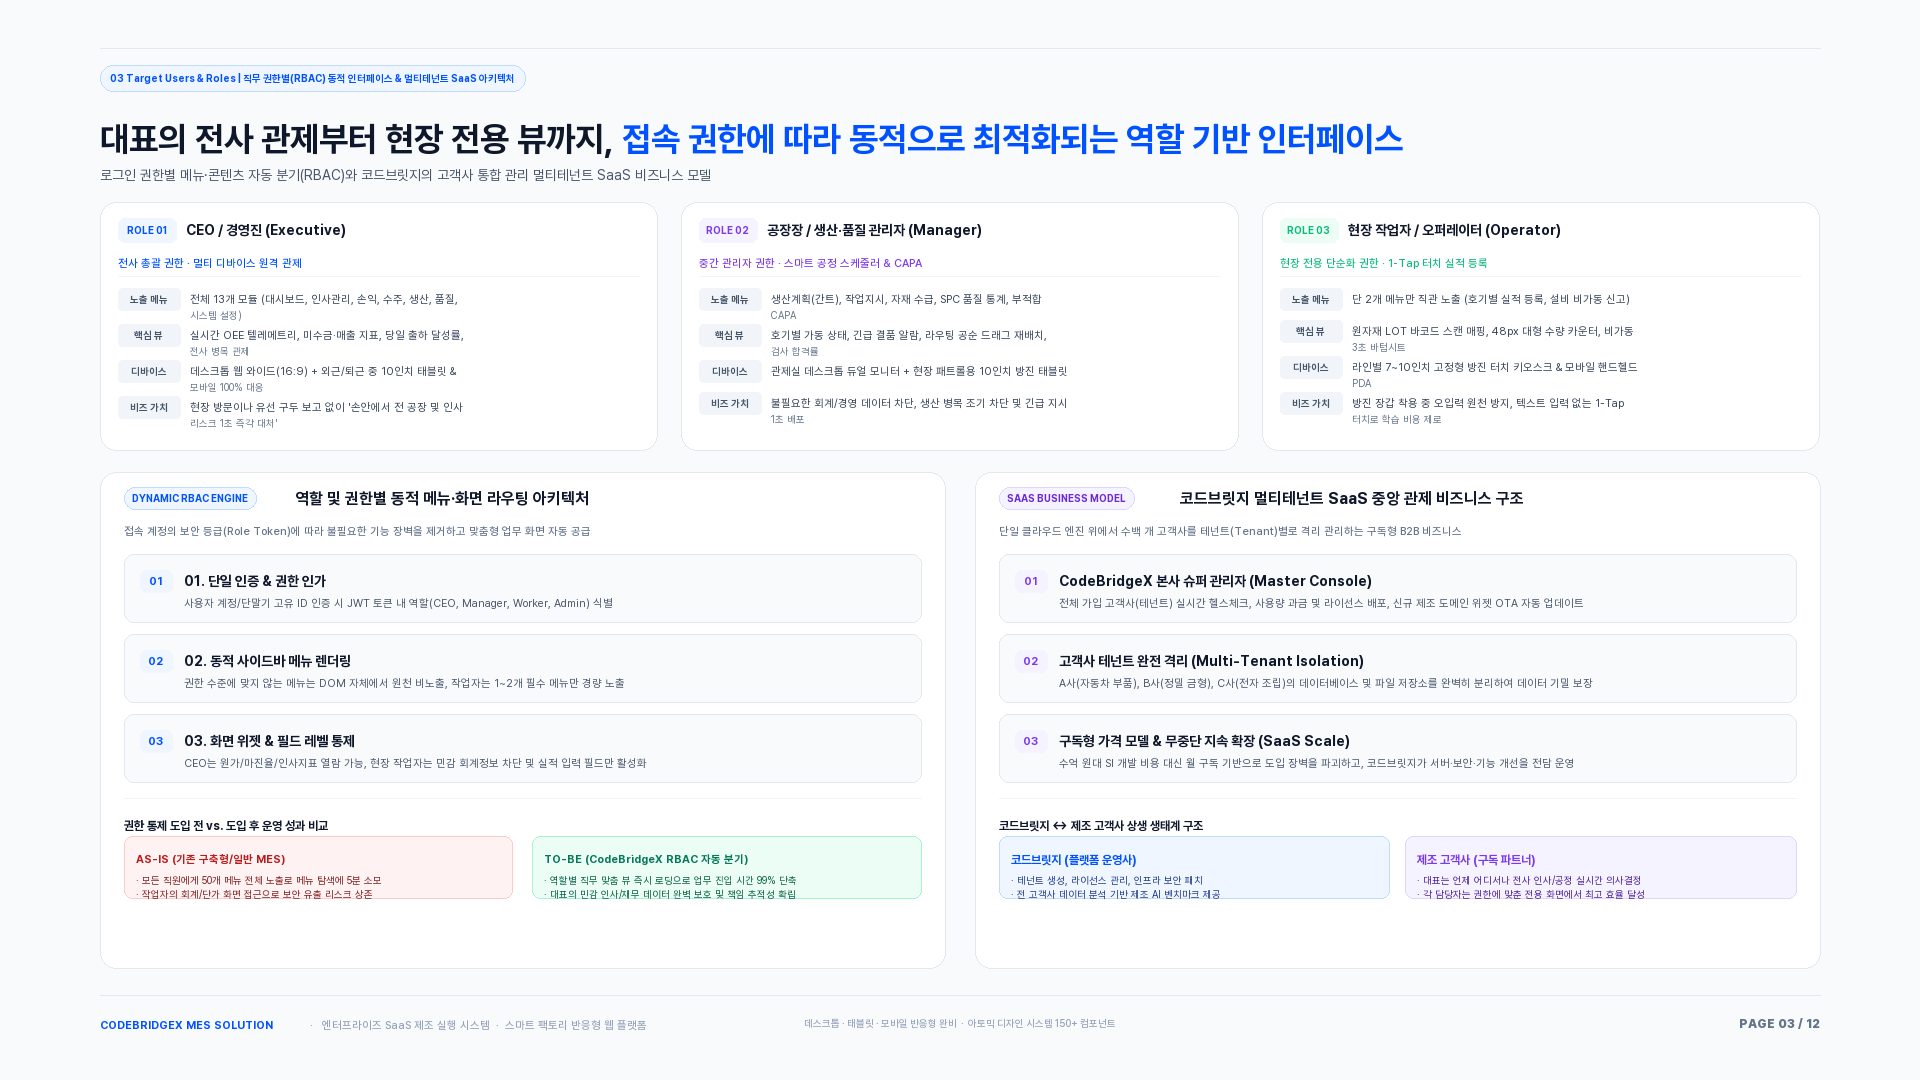 03 Target Users & Roles | 직무 권한별(RBAC) 동적 인터페이스 & 멀티테넌트 SaaS 아키텍처
대표의 전사 관제부터 현장 전용 뷰까지, 접속 권한에 따라 동적으로 최적화되는 역할 기반 인터페이스
로그인 권한별 메뉴·콘텐츠 자동 분기(RBAC)와 코드브릿지의 고객사 통합 관리 멀티테넌트 SaaS 비즈니스 모델
ROLE 01 CEO / 경영진 (Executive)
전사 총괄 권한 · 멀티 디바이스 원격 관제
노출 메뉴 전체 13개 모듈 (대시보드, 인사관리, 손익, 수주, 생산, 품질,
시스템 설정)
핵심 뷰 실시간 OEE 텔레메트리, 미수금·매출 지표, 당일 출하 달성률,
전사 병목 관제
디바이스 데스크톱 웹 와이드(16:9) + 외근/퇴근 중 10인치 태블릿 &
모바일 100% 대응
비즈 가치 현장 방문이나 유선 구두 보고 없이 '손안에서 전 공장 및 인사
리스크 1초 즉각 대처'
ROLE 02 공장장 / 생산·품질 관리자 (Manager)
중간 관리자 권한 · 스마트 공정 스케줄러 & CAPA
노출 메뉴 생산계획(간트), 작업지시, 자재 수급, SPC 품질 통계, 부적합
CAPA
핵심 뷰 호기별 가동 상태, 긴급 결품 알람, 라우팅 공순 드래그 재배치,
검사 합격률
디바이스 관제실 데스크톱 듀얼 모니터 + 현장 패트롤용 10인치 방진 태블릿
비즈 가치 불필요한 회계/경영 데이터 차단, 생산 병목 조기 차단 및 긴급 지시
1초 배포
ROLE 03 현장 작업자 / 오퍼레이터 (Operator)
현장 전용 단순화 권한 · 1-Tap 터치 실적 등록
노출 메뉴 단 2개 메뉴만 직관 노출 (호기별 실적 등록, 설비 비가동 신고)
핵심 뷰 원자재 LOT 바코드 스캔 매핑, 48px 대형 수량 카운터, 비가동
3초 바텀시트
디바이스 라인별 7~10인치 고정형 방진 터치 키오스크 & 모바일 핸드헬드
PDA
비즈 가치 방진 장갑 착용 중 오입력 원천 방지, 텍스트 입력 없는 1-Tap
터치로 학습 비용 제로
DYNAMIC RBAC ENGINE 역할 및 권한별 동적 메뉴·화면 라우팅 아키텍처
접속 계정의 보안 등급(Role Token)에 따라 불필요한 기능 장벽을 제거하고 맞춤형 업무 화면 자동 공급
01 01. 단일 인증 & 권한 인가
사용자 계정/단말기 고유 ID 인증 시 JWT 토큰 내 역할(CEO, Manager, Worker, Admin) 식별
02 02. 동적 사이드바 메뉴 렌더링
권한 수준에 맞지 않는 메뉴는 DOM 자체에서 원천 비노출, 작업자는 1~2개 필수 메뉴만 경량 노출
03 03. 화면 위젯 & 필드 레벨 통제
CEO는 원가/마진율/인사지표 열람 가능, 현장 작업자는 민감 회계정보 차단 및 실적 입력 필드만 활성화
권한 통제 도입 전 vs. 도입 후 운영 성과 비교
AS-IS (기존 구축형/일반 MES)
· 모든 직원에게 50개 메뉴 전체 노출로 메뉴 탐색에 5분 소모
· 작업자의 회계/단가 화면 접근으로 보안 유출 리스크 상존
TO-BE (CodeBridgeX RBAC 자동 분기)
· 역할별 직무 맞춤 뷰 즉시 로딩으로 업무 진입 시간 99% 단축
· 대표의 민감 인사/재무 데이터 완벽 보호 및 책임 추적성 확립
SAAS BUSINESS MODEL 코드브릿지 멀티테넌트 SaaS 중앙 관제 비즈니스 구조
단일 클라우드 엔진 위에서 수백 개 고객사를 테넌트(Tenant)별로 격리 관리하는 구독형 B2B 비즈니스
01 CodeBridgeX 본사 슈퍼 관리자 (Master Console)
전체 가입 고객사(테넌트) 실시간 헬스체크, 사용량 과금 및 라이선스 배포, 신규 제조 도메인 위젯 OTA 자동 업데이트
02 고객사 테넌트 완전 격리 (Multi-Tenant Isolation)
A사(자동차 부품), B사(정밀 금형), C사(전자 조립)의 데이터베이스 및 파일 저장소를 완벽히 분리하여 데이터 기밀 보장
03 구독형 가격 모델 & 무중단 지속 확장 (SaaS Scale)
수억 원대 SI 개발 비용 대신 월 구독 기반으로 도입 장벽을 파괴하고, 코드브릿지가 서버·보안·기능 개선을 전담 운영
코드브릿지 ↔ 제조 고객사 상생 생태계 구조
코드브릿지 (플랫폼 운영사)
· 테넌트 생성, 라이선스 관리, 인프라 보안 패치
· 전 고객사 데이터 분석 기반 제조 AI 벤치마크 제공
제조 고객사 (구독 파트너)
· 대표는 언제 어디서나 전사 인사/공정 실시간 의사결정
· 각 담당자는 권한에 맞춘 전용 화면에서 최고 효율 달성
CODEBRIDGEX MES SOLUTION · 엔터프라이즈 SaaS 제조 실행 시스템 · 스마트 팩토리 반응형 웹 플랫폼
데스크톱 · 태블릿 · 모바일 반응형 완비 · 아토믹 디자인 시스템 150+ 컴포넌트
PAGE 03 / 12